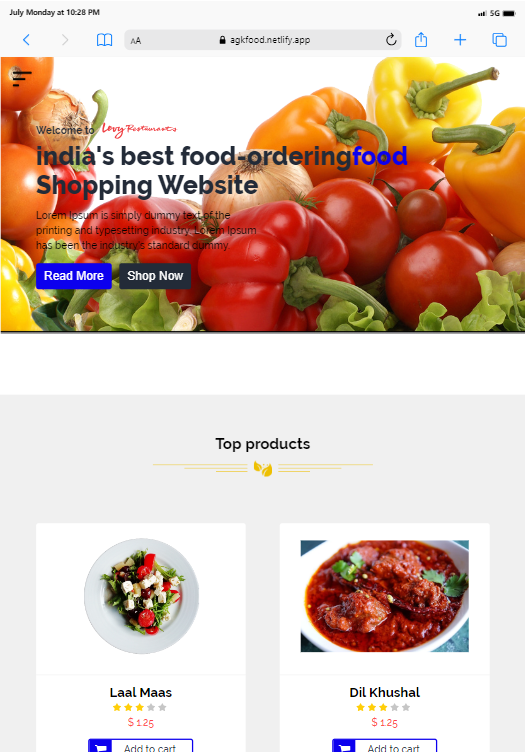 July Monday at 10:28 PM
5G
AA
agkfood.netlify.app
Welcome to Levy Restaurants
india's best food-orderingfood
Shopping Website
Lorem Ipsum is simply dummy text of the
printing and typesetting industry. Lorem Ipsum
has been the industry's standard dummy
Read More
Shop Now
Top products
Laal Maas
$ 1.25
Add to cart
Dil Khushal
$ 1.25
Add to cart